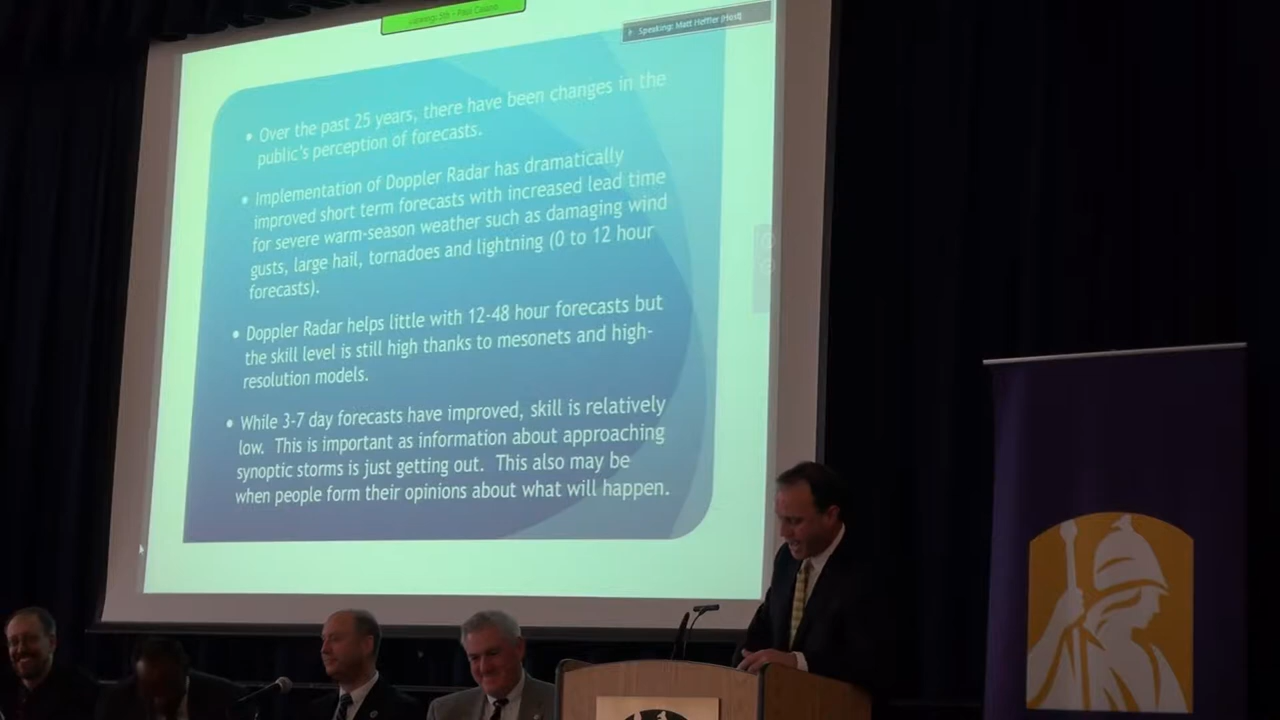 Speaking: Matt Heffler (Host)
• Over the past 25 years, there have been changes in the
public's perception of forecasts.
• Implementation of Doppler Radar has dramatically
improved short term forecasts with increased lead time
for severe warm-season weather such as damaging wind
gusts, large hail, tornadoes and lightning (0 to 12 hour
forecasts).
• Doppler Radar helps little with 12-48 hour forecasts but
the skill level is still high thanks to mesonets and high-
resolution models.
• While 3-7 day forecasts have improved, skill is relatively
low. This is important as information about approaching
synoptic storms is just getting out. This also may be
when people form their opinions about what will happen.